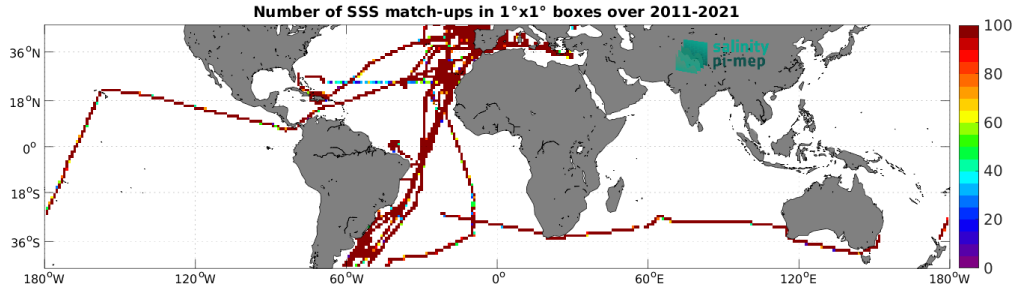 Number of SSS match-ups in 1°x1° boxes over 2011-2021
36°N
18°N
0°
18°S
36°S
180°W
120°W
60°W
0°
60°E
120°E
180°W
salinity
pi-mep
100
80
60
40
20
0